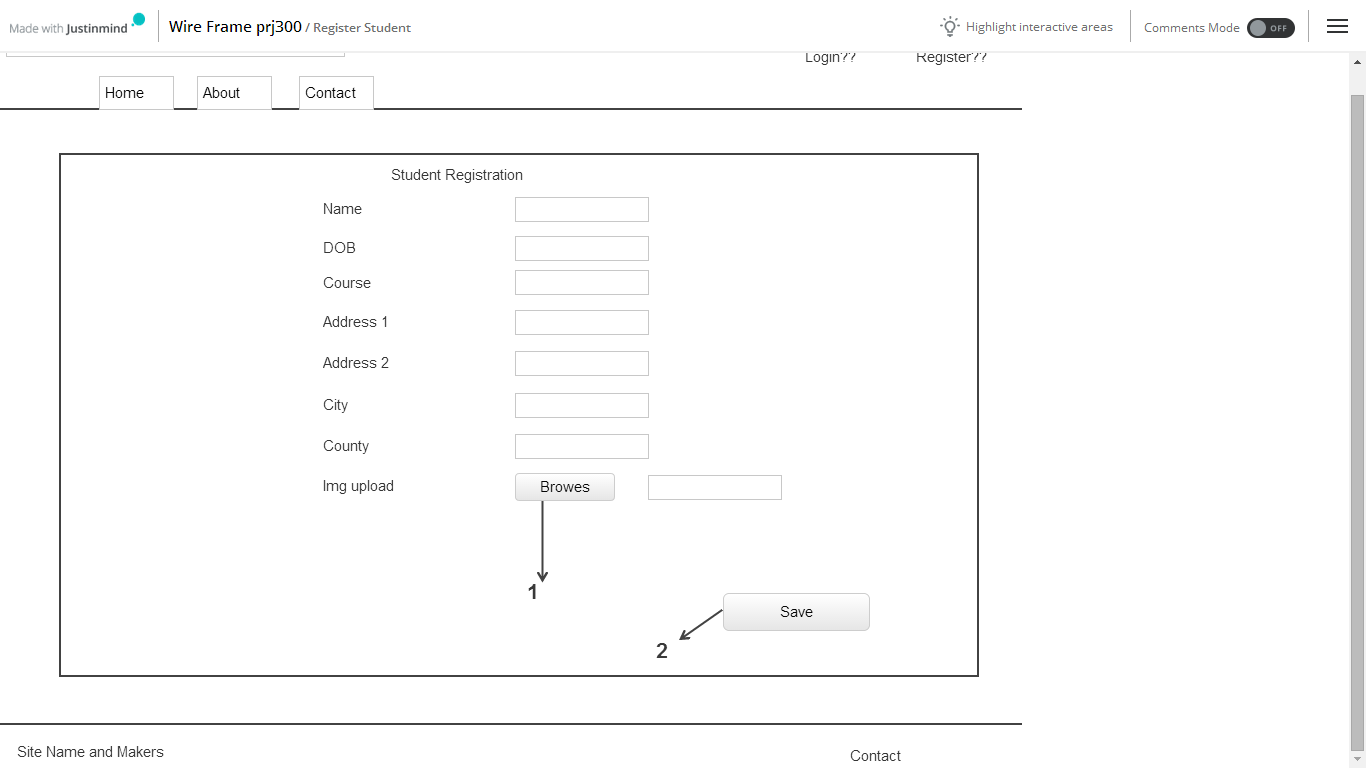 Made with Justinmind
Wire Frame prj300 / Register Student
Highlight interactive areas
Comments Mode
OFF
Login??
Register??
Home
About
Contact
Student Registration
Name
DOB
Course
Address 1
Address 2
City
County
Img upload
Browes
1
Save
2
Site Name and Makers
Contact